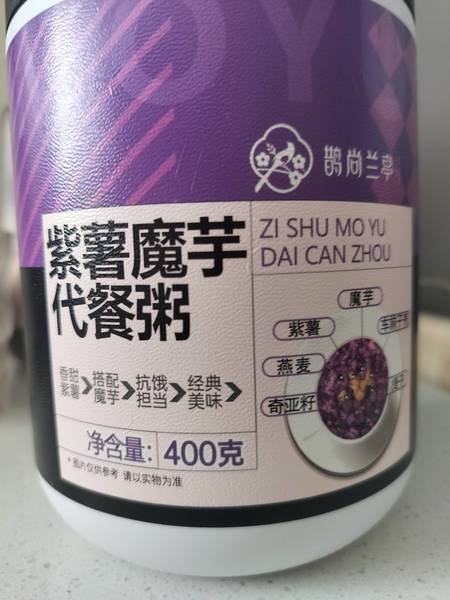 OY
鹊尚兰亭
紫薯魔芋
代餐粥
ZI SHU MO YU
DAI CAN ZHOU
香甜
紫薯
搭配
魔芋
抗饿
担当
经典
美味
魔芋
紫薯
燕麦
奇亚籽
净含量：400克
*图片仅供参考 请以实物为准